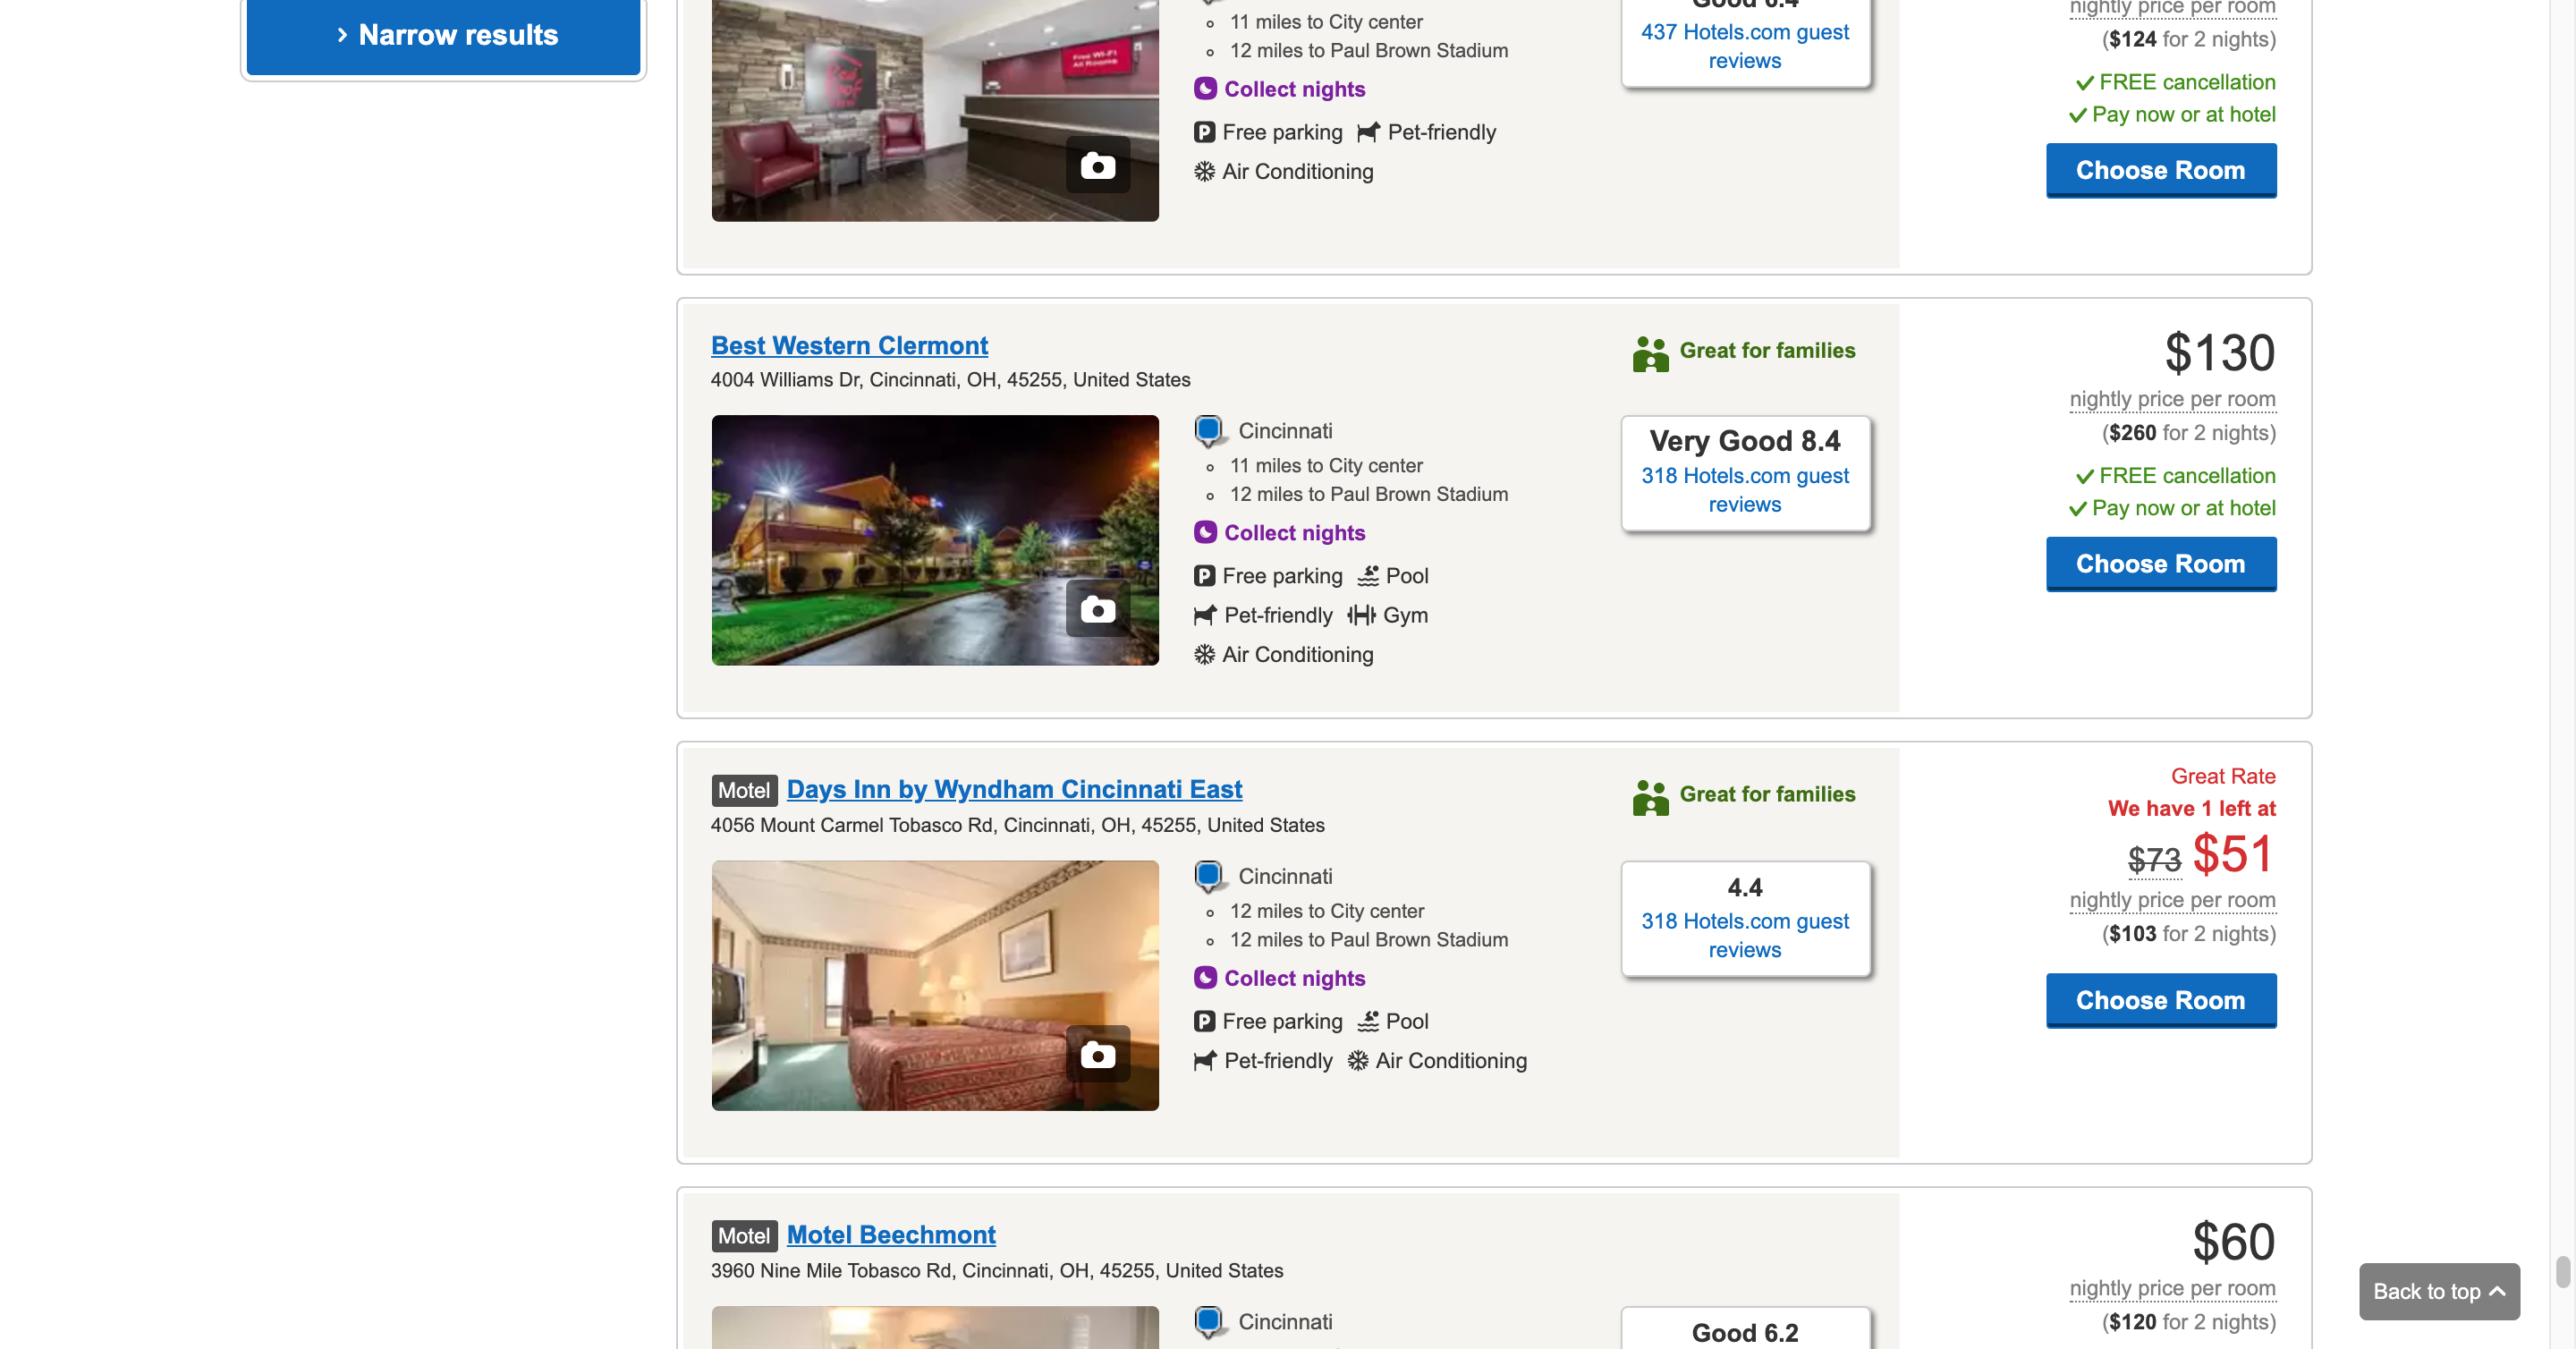 › Narrow results
Free Wi-Fi
All Rooms
Red Roof
11 miles to City center
12 miles to Paul Brown Stadium
Collect nights
Free parking Pet-friendly
Air Conditioning
Good 6.4
437 Hotels.com guest
reviews
nightly price per room
($124 for 2 nights)
FREE cancellation
Pay now or at hotel
Choose Room
Best Western Clermont
4004 Williams Dr, Cincinnati, OH, 45255, United States
Cincinnati
11 miles to City center
12 miles to Paul Brown Stadium
Collect nights
Free parking Pool
Pet-friendly Gym
Air Conditioning
Great for families
Very Good 8.4
318 Hotels.com guest
reviews
$130
nightly price per room
($260 for 2 nights)
FREE cancellation
Pay now or at hotel
Choose Room
Motel Days Inn by Wyndham Cincinnati East
4056 Mount Carmel Tobasco Rd, Cincinnati, OH, 45255, United States
Cincinnati
12 miles to City center
12 miles to Paul Brown Stadium
Collect nights
Free parking Pool
Pet-friendly Air Conditioning
Great for families
4.4
318 Hotels.com guest
reviews
Great Rate
We have 1 left at
$73 $51
nightly price per room
($103 for 2 nights)
Choose Room
Motel Motel Beechmont
3960 Nine Mile Tobasco Rd, Cincinnati, OH, 45255, United States
Cincinnati
Good 6.2
$60
nightly price per room
($120 for 2 nights)
Back to top